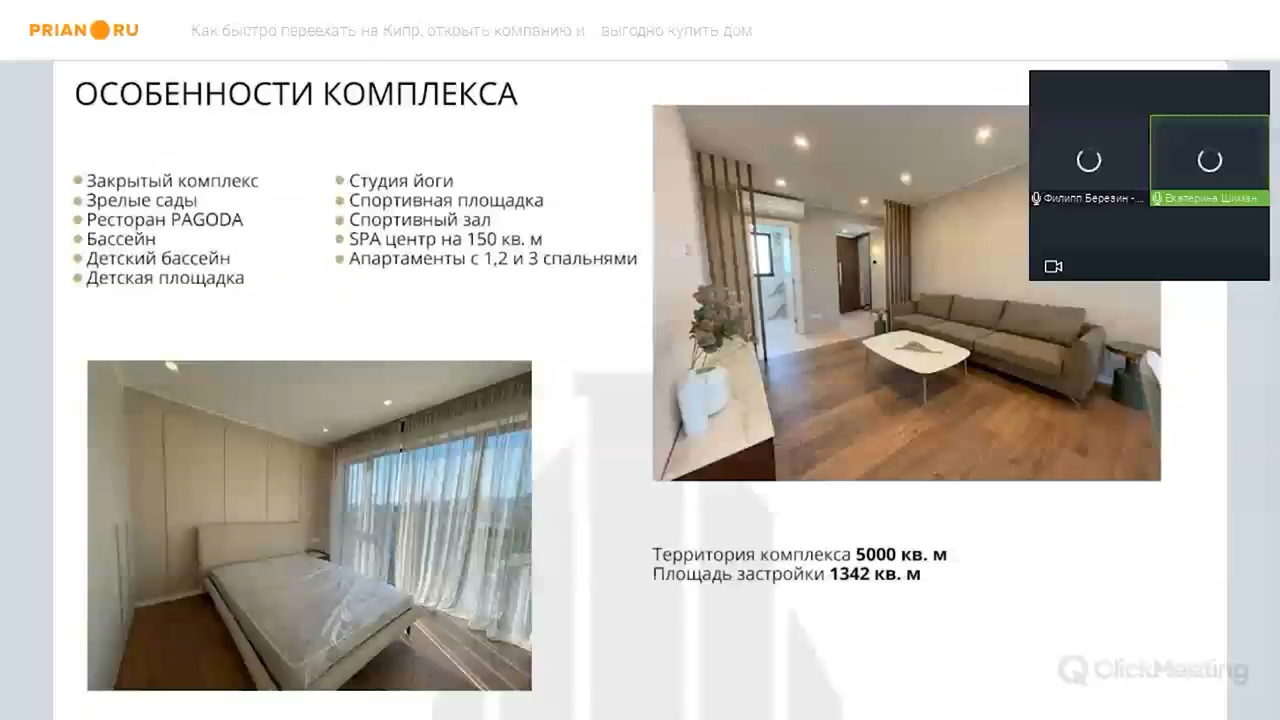 PRIAN RU
Как быстро переехать на Кипр, открыть компанию и... выгодно купить дом
ОСОБЕННОСТИ КОМПЛЕКСА
Закрытый комплекс
Зрелые сады
Ресторан PAGODA
Бассейн
Детский бассейн
Детская площадка
Студия йоги
Спортивная площадка
Спортивный зал
SPA центр на 150 кв. м
Апартаменты с 1,2 и 3 спальнями
Филипп Березин - ...
Екатерина Шиман
Территория комплекса 5000 кв. м
Площадь застройки 1342 кв. м
ClickMeeting